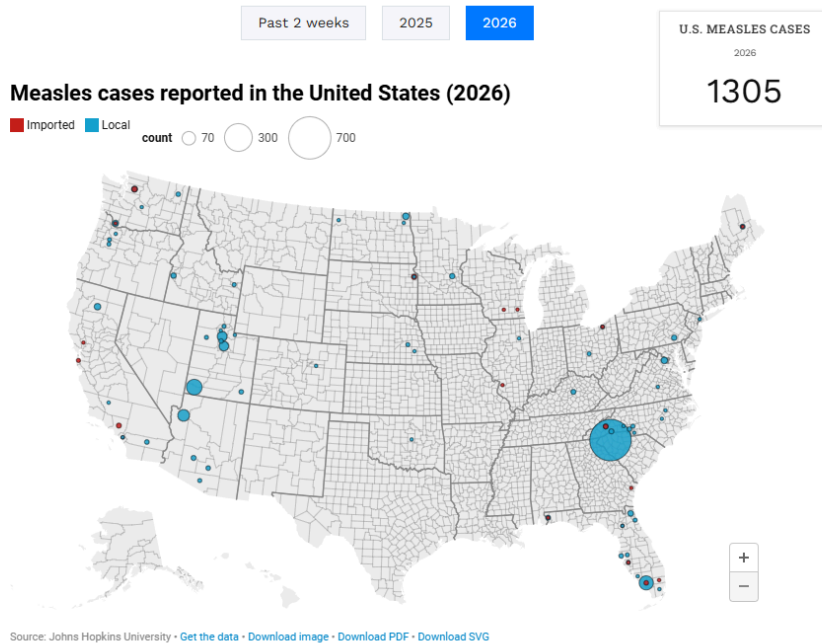 Past 2 weeks
2025
2026
U.S. MEASLES CASES
2026
1305
Measles cases reported in the United States (2026)
Imported Local
count 70 300 700
+
−
Source: Johns Hopkins University • Get the data • Download image • Download PDF • Download SVG